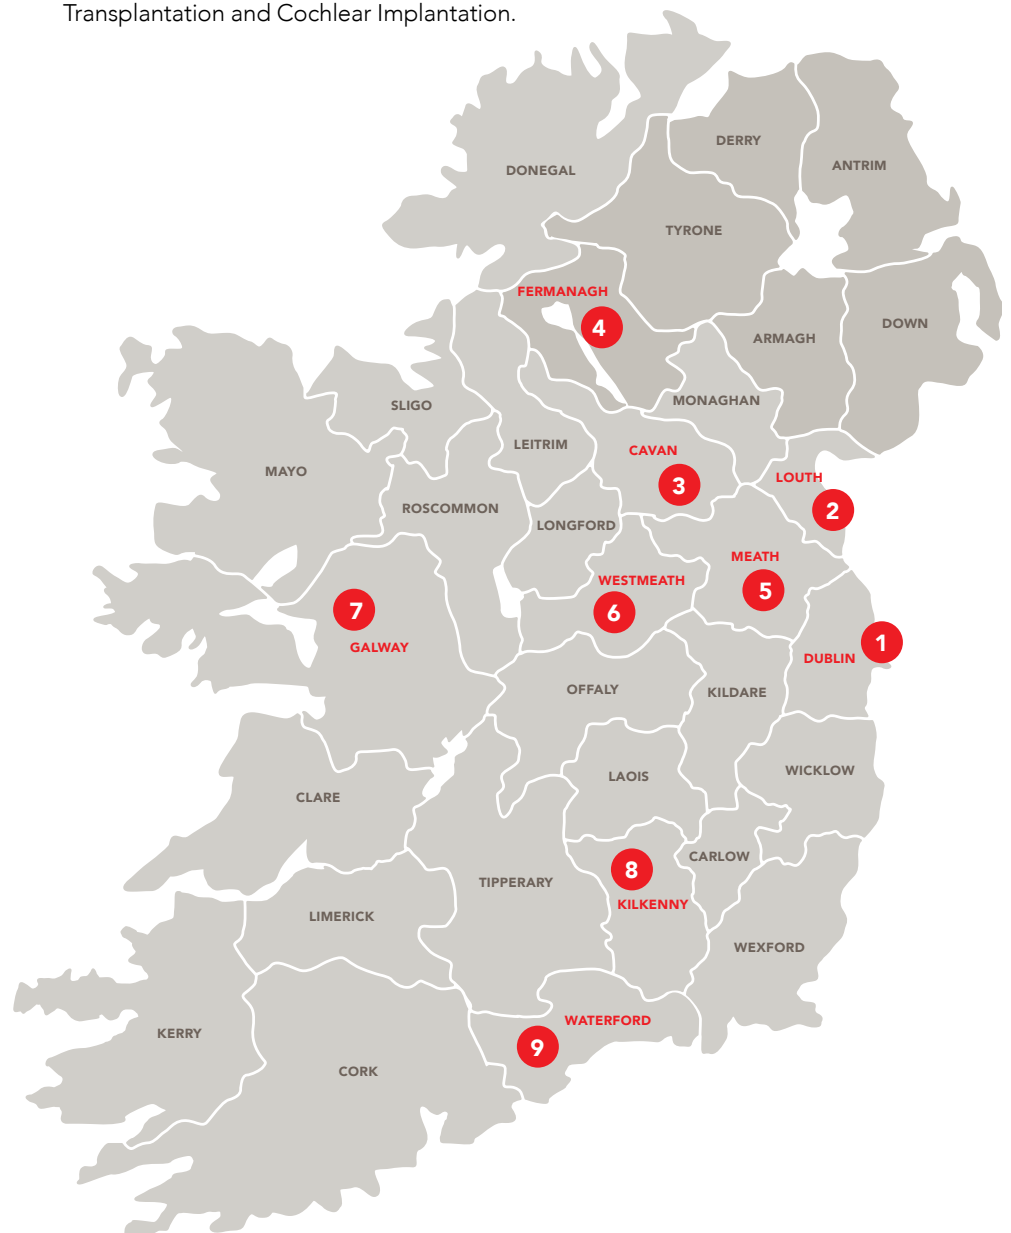 Transplantation and Cochlear Implantation.
DERRY
ANTRIM
DONEGAL
TYRONE
FERMANAGH
4
DOWN
ARMAGH
MONAGHAN
SLIGO
LEITRIM
CAVAN
3
MAYO
LOUTH
2
ROSCOMMON
LONGFORD
MEATH
5
WESTMEATH
6
7
GALWAY
1
DUBLIN
OFFALY
KILDARE
LAOIS
WICKLOW
CLARE
CARLOW
8
KILKENNY
TIPPERARY
LIMERICK
WEXFORD
WATERFORD
9
KERRY
CORK